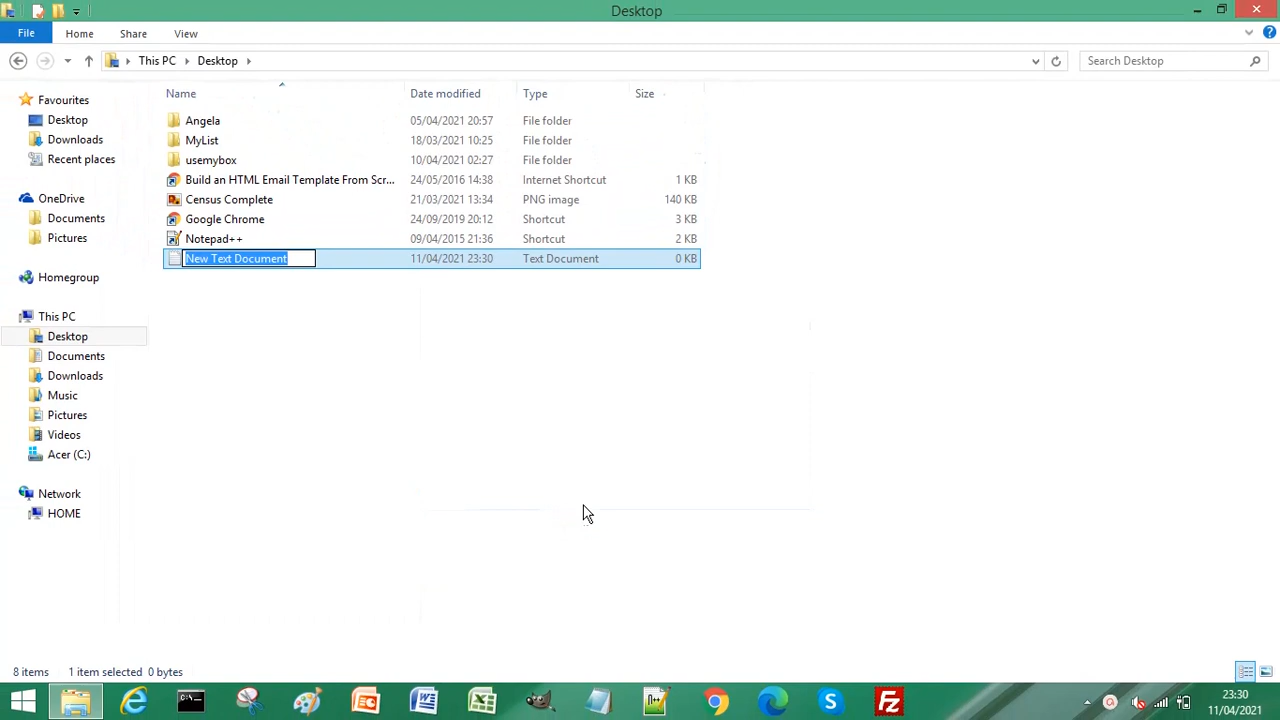 Desktop
File Home Share View
This PC Desktop Search Desktop
Name Date modified Type Size
Angela 05/04/2021 20:57 File folder
MyList 18/03/2021 10:25 File folder
usemybox 10/04/2021 02:27 File folder
Build an HTML Email Template From Scr... 24/05/2016 14:38 Internet Shortcut 1 KB
Census Complete 21/03/2021 13:34 PNG image 140 KB
Google Chrome 24/09/2019 20:12 Shortcut 3 KB
Notepad++ 09/04/2015 21:36 Shortcut 2 KB
New Text Document 11/04/2021 23:30 Text Document 0 KB
Favourites
Desktop
Downloads
Recent places
OneDrive
Documents
Pictures
Homegroup
This PC
Desktop
Documents
Downloads
Music
Pictures
Videos
Acer (C:)
Network
HOME
8 items 1 item selected 0 bytes
23:30
11/04/2021